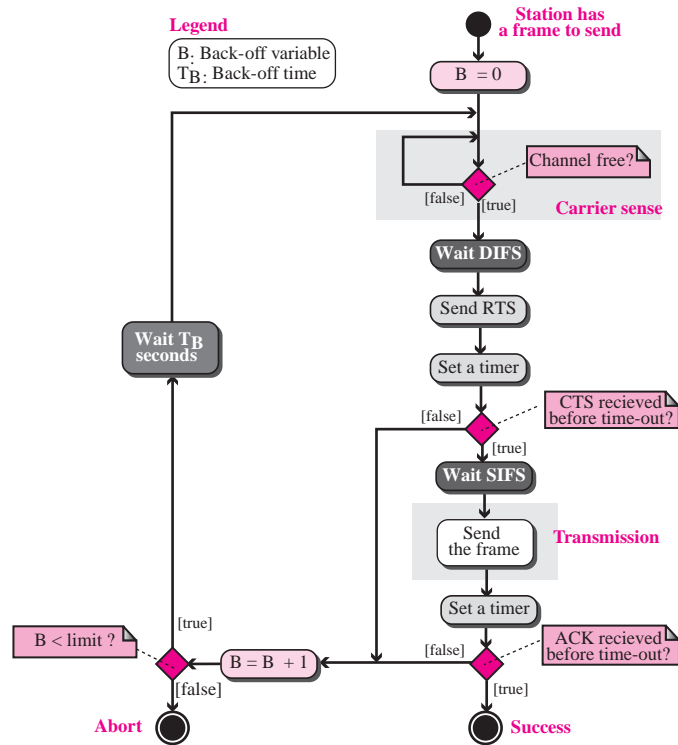 Legend
B: Back-off variable
TB: Back-off time
Station has
a frame to send
B = 0
Channel free?
[false]
[true]
Carrier sense
Wait DIFS
Send RTS
Wait TB
seconds
Set a timer
CTS recieved
before time-out?
[false]
[true]
Wait SIFS
Send
the frame
Transmission
Set a timer
[true]
B < limit ?
B = B + 1
[false]
ACK recieved
before time-out?
[false]
[true]
Abort
Success